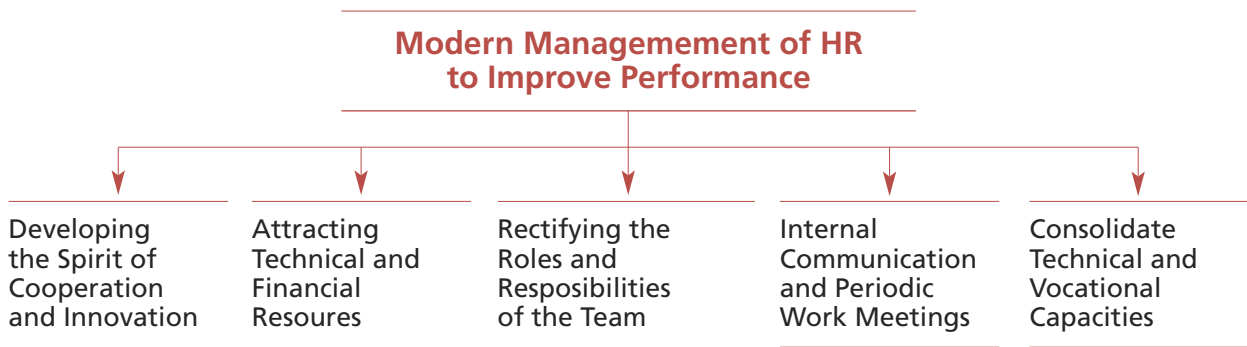 Modern Managemement of HR
to Improve Performance
Developing
the Spirit of
Cooperation
and Innovation
Attracting
Technical and
Financial
Resoures
Rectifying the
Roles and
Resposibilities
of the Team
Internal
Communication
and Periodic
Work Meetings
Consolidate
Technical and
Vocational
Capacities